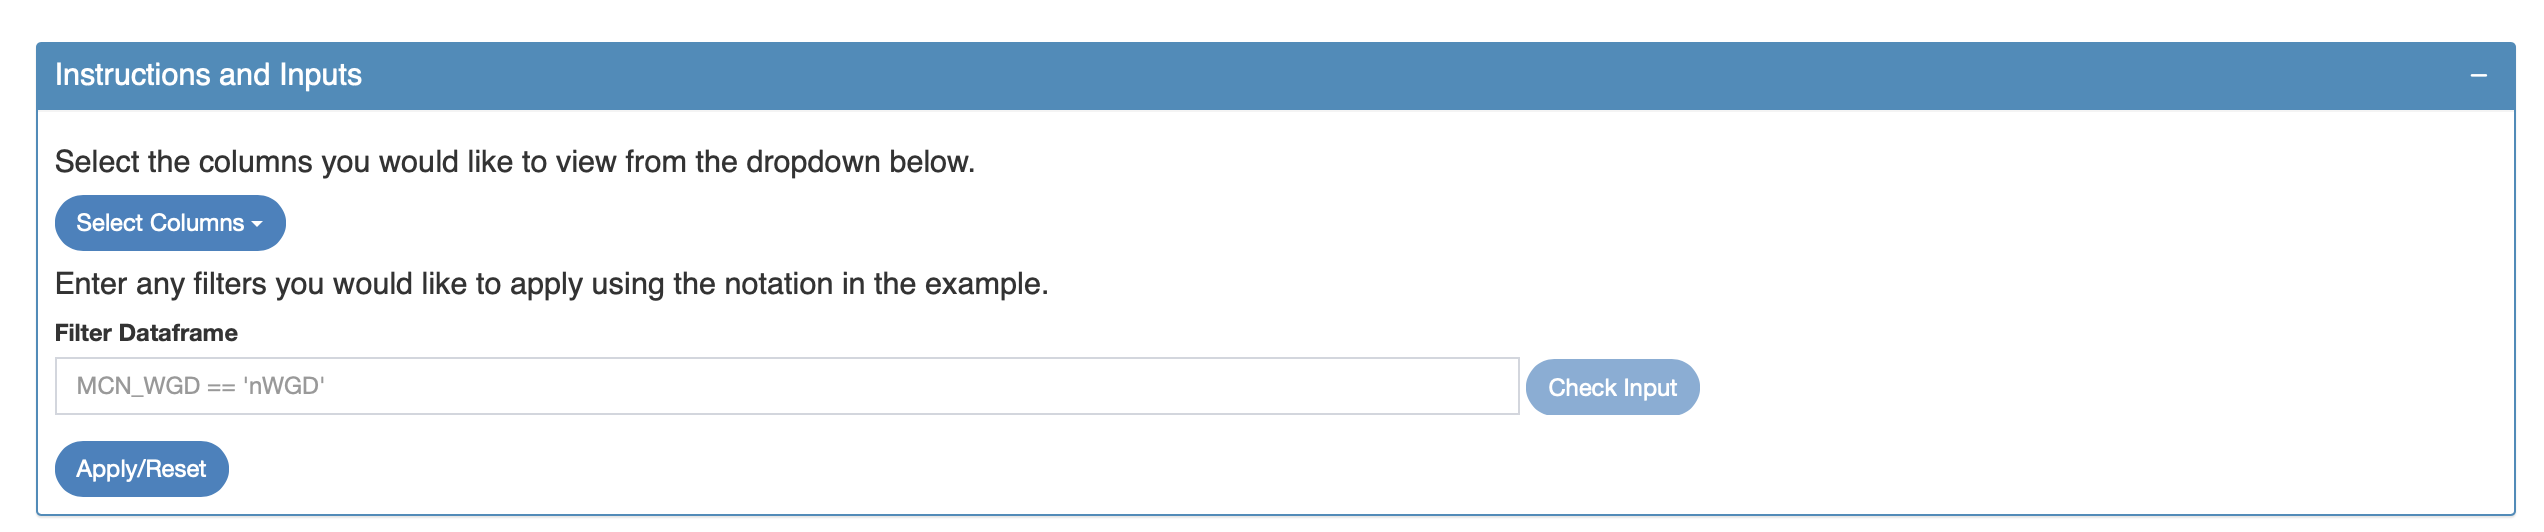 Instructions and Inputs
Select the columns you would like to view from the dropdown below.
Select Columns
Enter any filters you would like to apply using the notation in the example.
Filter Dataframe
MCN_WGD == 'nWGD'
Check Input
Apply/Reset